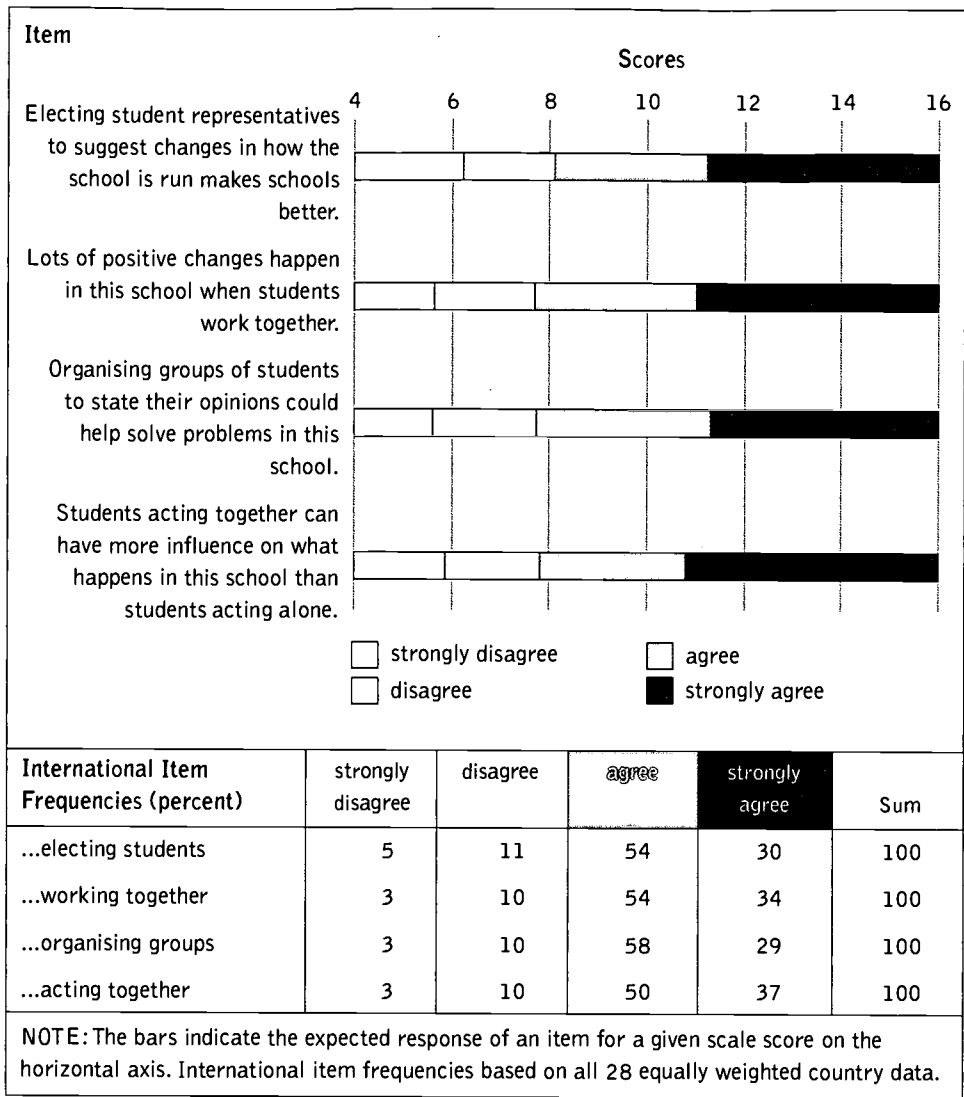 Item
Scores
4 6 8 10 12 14 16
Electing student representatives
to suggest changes in how the
school is run makes schools
better.
Lots of positive changes happen
in this school when students
work together.
Organising groups of students
to state their opinions could
help solve problems in this
school.
Students acting together can
have more influence on what
happens in this school than
students acting alone.
strongly disagree agree
disagree strongly agree
International Item strongly disagree agree strongly
Frequencies (percent) disagree agree Sum
...electing students 5 11 54 30 100
...working together 3 10 54 34 100
...organising groups 3 10 58 29 100
...acting together 3 10 50 37 100
NOTE: The bars indicate the expected response of an item for a given scale score on the
horizontal axis. International item frequencies based on all 28 equally weighted country data.